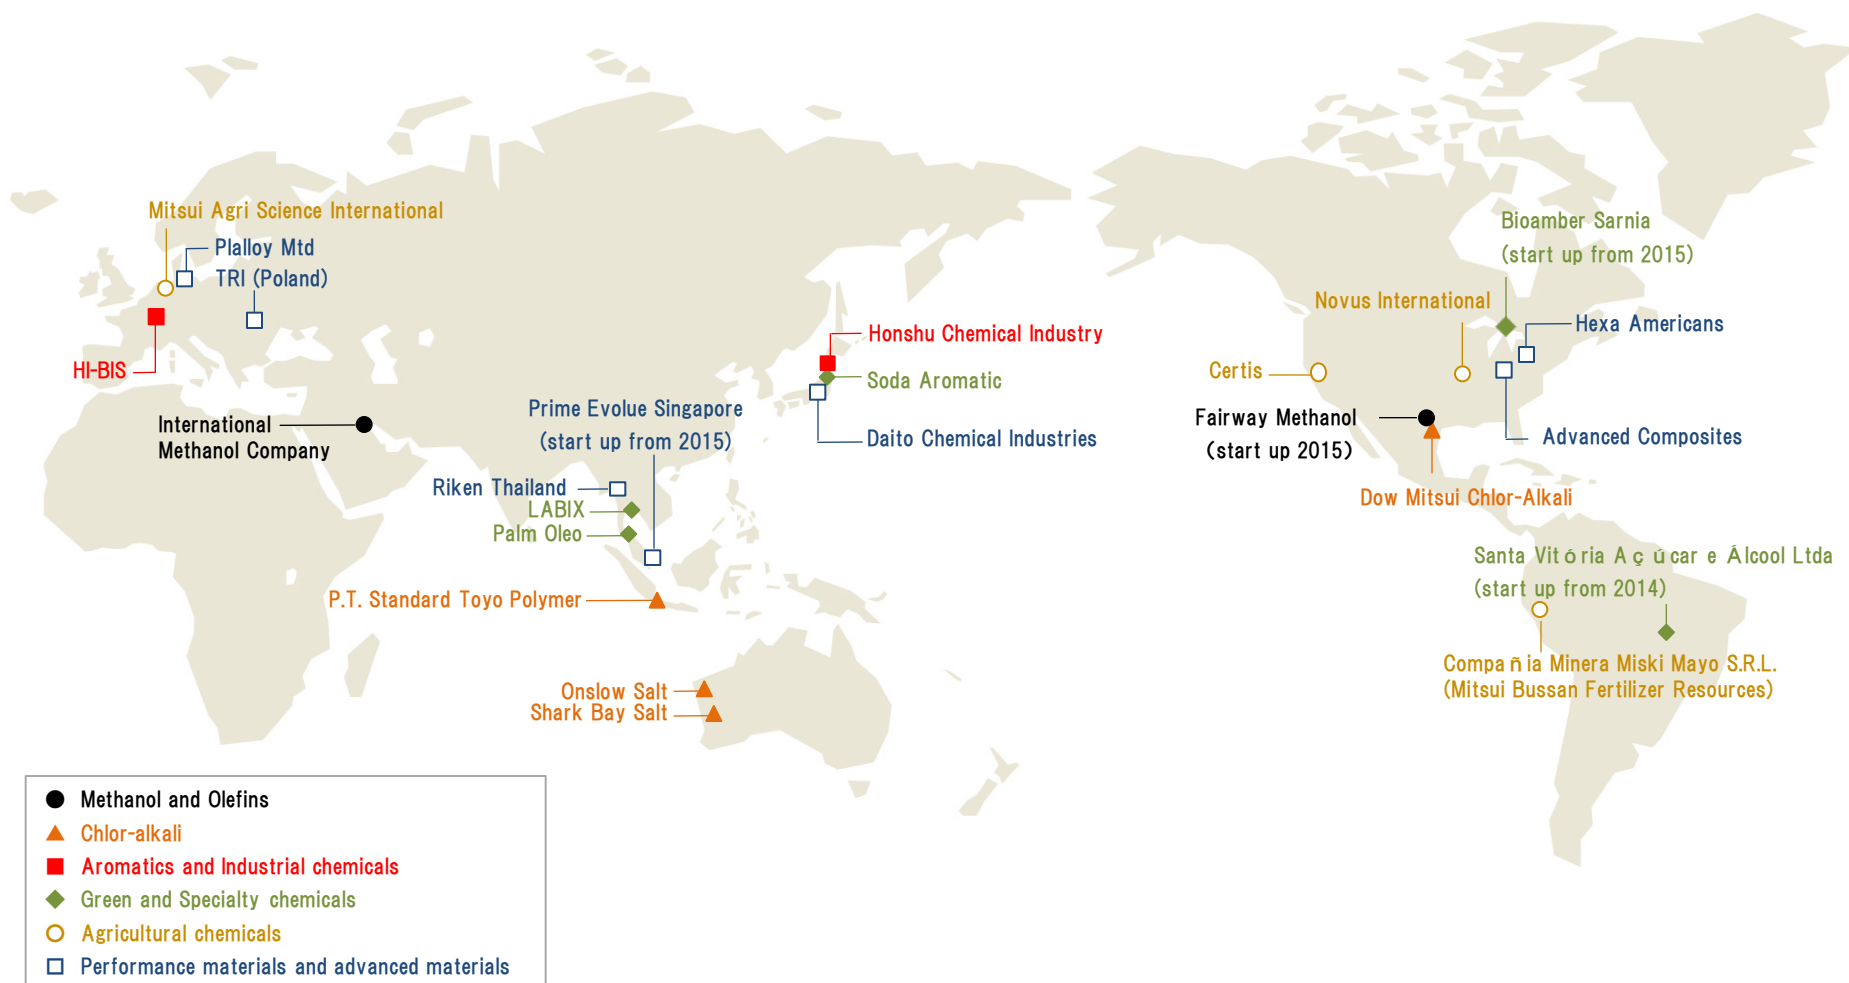 Mitsui Agri Science International
Plalloy Mtd
TRI (Poland)
HI-BIS
International
Methanol Company
Prime Evolue Singapore
(start up from 2015)
Riken Thailand
LABIX
Palm Oleo
P.T. Standard Toyo Polymer
Onslow Salt
Shark Bay Salt
Honshu Chemical Industry
Soda Aromatic
Daito Chemical Industries
Bioamber Sarnia
(start up from 2015)
Novus International
Hexa Americans
Certis
Fairway Methanol
(start up 2015)
Advanced Composites
Dow Mitsui Chlor-Alkali
Santa Vitória Açúcar e Álcool Ltda
(start up from 2014)
Compañia Minera Miski Mayo S.R.L.
(Mitsui Bussan Fertilizer Resources)
Methanol and Olefins
Chlor-alkali
Aromatics and Industrial chemicals
Green and Specialty chemicals
Agricultural chemicals
Performance materials and advanced materials